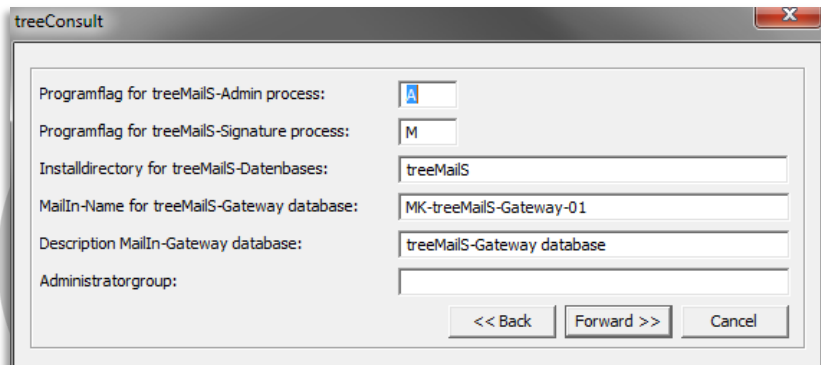 treeConsult
Programflag for treeMailS-Admin process: A
Programflag for treeMailS-Signature process: M
Installdirectory for treeMailS-Datenbases: treeMailS
MailIn-Name for treeMailS-Gateway database: MK-treeMailS-Gateway-01
Description MailIn-Gateway database: treeMailS-Gateway database
Administratorgroup:
<< Back Forward >> Cancel